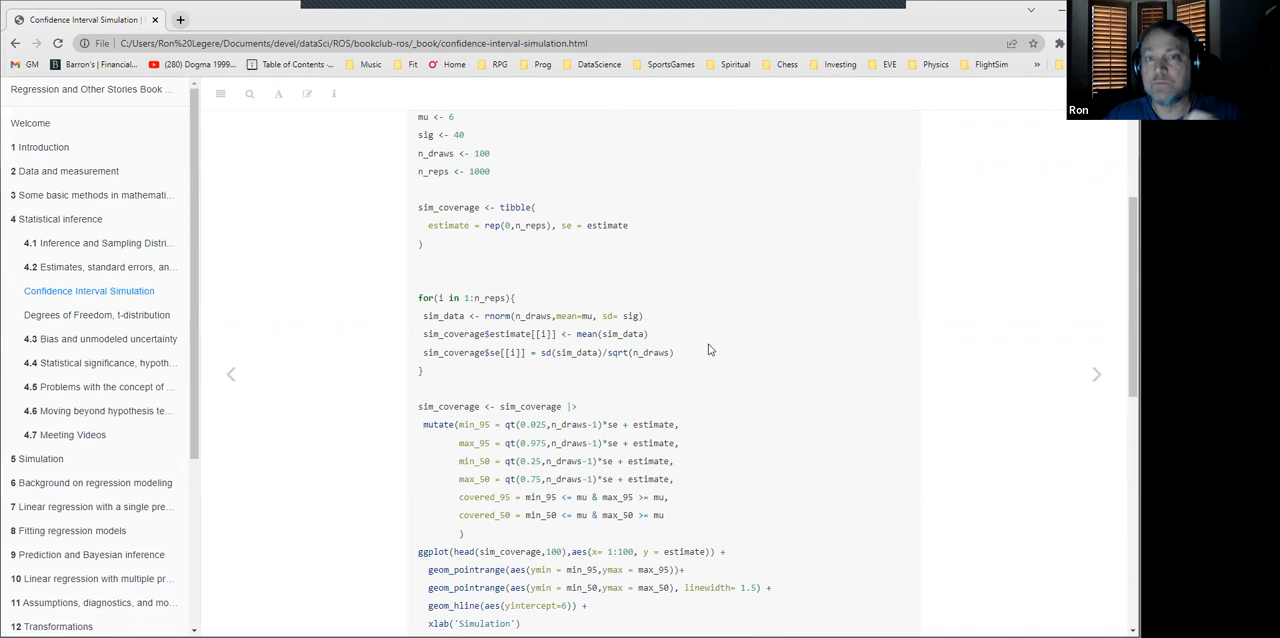 Confidence Interval Simulation |
File
C:/Users/Ron%20Legere/Documents/devel/dataSci/ROS/bookclub-ros/_book/confidence-interval-simulation.html
GM
Barron's | Financial...
(280) Dogma 1999...
Table of Contents -...
Music
Fit
Home
RPG
Prog
DataScience
SportsGames
Spiritual
Chess
Investing
EVE
Physics
FlightSim
»
Ron
Regression and Other Stories Book ...
Welcome
1 Introduction
2 Data and measurement
3 Some basic methods in mathemati...
4 Statistical inference
4.1 Inference and Sampling Distri...
4.2 Estimates, standard errors, an...
Confidence Interval Simulation
Degrees of Freedom, t-distribution
4.3 Bias and unmodeled uncertainty
4.4 Statistical significance, hypoth...
4.5 Problems with the concept of ...
4.6 Moving beyond hypothesis te...
4.7 Meeting Videos
5 Simulation
6 Background on regression modeling
7 Linear regression with a single pre...
8 Fitting regression models
9 Prediction and Bayesian inference
10 Linear regression with multiple pr...
11 Assumptions, diagnostics, and mo...
12 Transformations
mu <- 6
sig <- 40
n_draws <- 100
n_reps <- 1000
sim_coverage <- tibble(
estimate = rep(0,n_reps), se = estimate
)
for(i in 1:n_reps){
sim_data <- rnorm(n_draws,mean=mu, sd= sig)
sim_coverage$estimate[[i]] <- mean(sim_data)
sim_coverage$se[[i]] = sd(sim_data)/sqrt(n_draws)
}
sim_coverage <- sim_coverage |>
mutate(min_95 = qt(0.025,n_draws-1)*se + estimate,
max_95 = qt(0.975,n_draws-1)*se + estimate,
min_50 = qt(0.25,n_draws-1)*se + estimate,
max_50 = qt(0.75,n_draws-1)*se + estimate,
covered_95 = min_95 <= mu & max_95 >= mu,
covered_50 = min_50 <= mu & max_50 >= mu
)
ggplot(head(sim_coverage,100),aes(x= 1:100, y = estimate)) +
geom_pointrange(aes(ymin = min_95,ymax = max_95))+
geom_pointrange(aes(ymin = min_50,ymax = max_50), linewidth= 1.5) +
geom_hline(aes(yintercept=6)) +
xlab('Simulation')